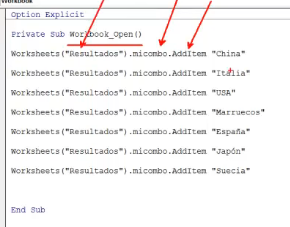 Workbook
Option Explicit
Private Sub Workbook_Open()
Worksheets("Resultados").micombo.AddItem "China"
Worksheets("Resultados").micombo.AddItem "Italia"
Worksheets("Resultados").micombo.AddItem "USA"
Worksheets("Resultados").micombo.AddItem "Marruecos"
Worksheets("Resultados").micombo.AddItem "España"
Worksheets("Resultados").micombo.AddItem "Japón"
Worksheets("Resultados").micombo.AddItem "Suecia"
End Sub